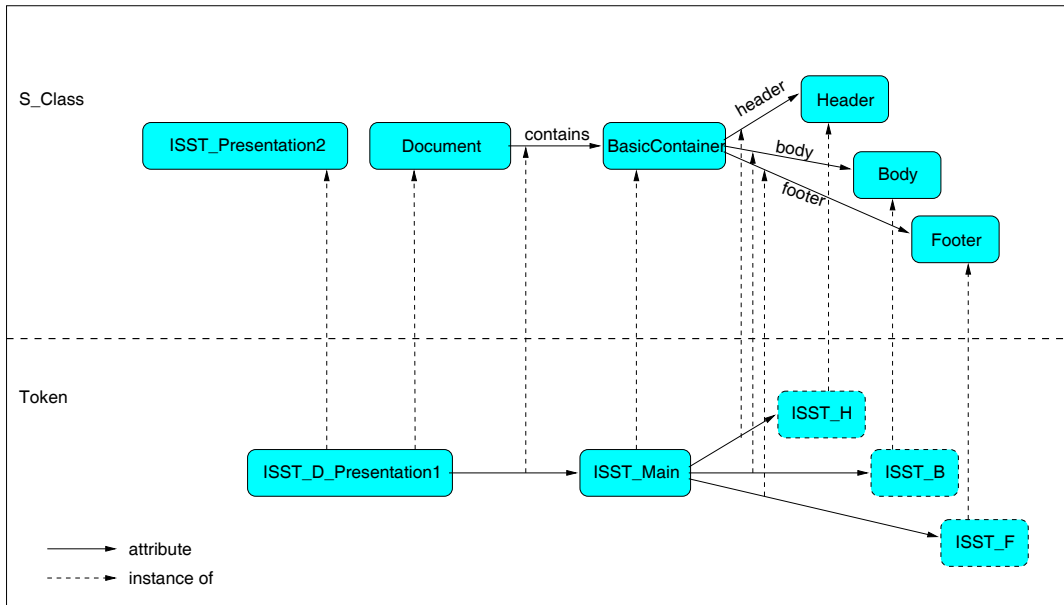 S_Class
header
Header
ISST_Presentation2
Document
contains
BasicContainer
body
Body
footer
Footer
Token
ISST_H
ISST_D_Presentation1
ISST_Main
ISST_B
ISST_F
attribute
instance of